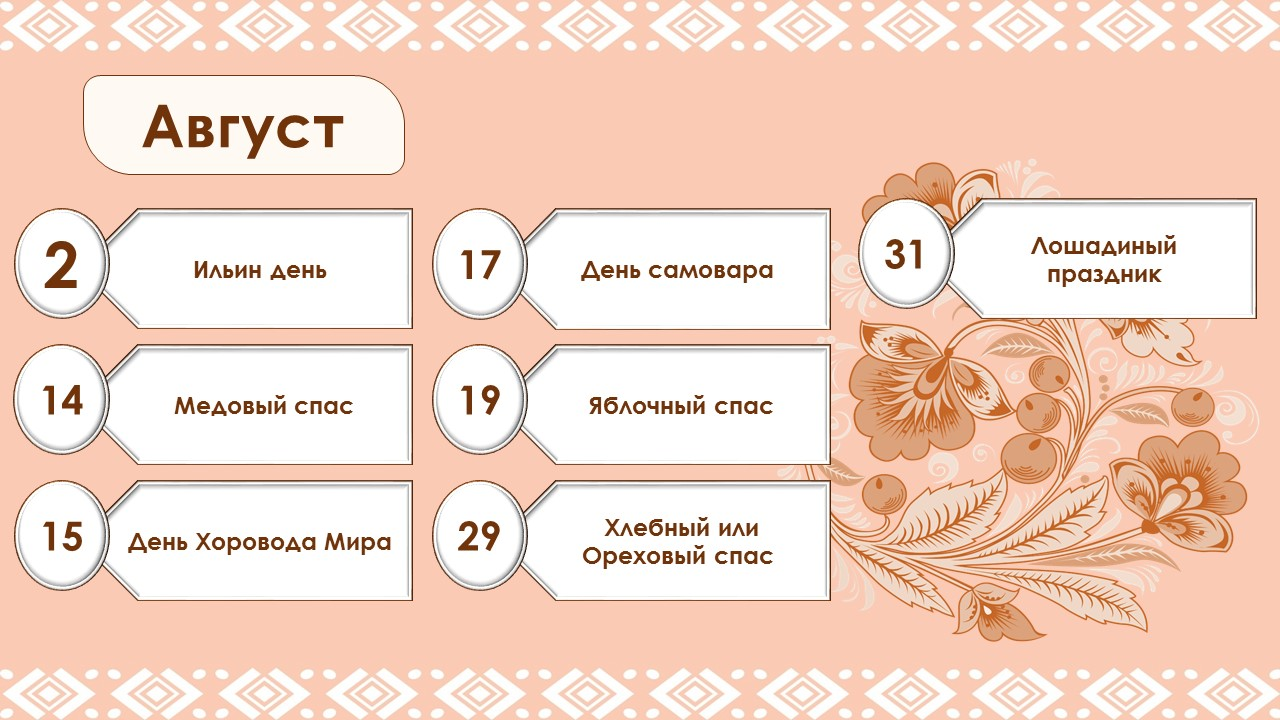 Август
2
Ильин день
14
Медовый спас
15
День Хоровода Мира
17
День самовара
19
Яблочный спас
29
Хлебный или
Ореховый спас
31
Лошадиный
праздник